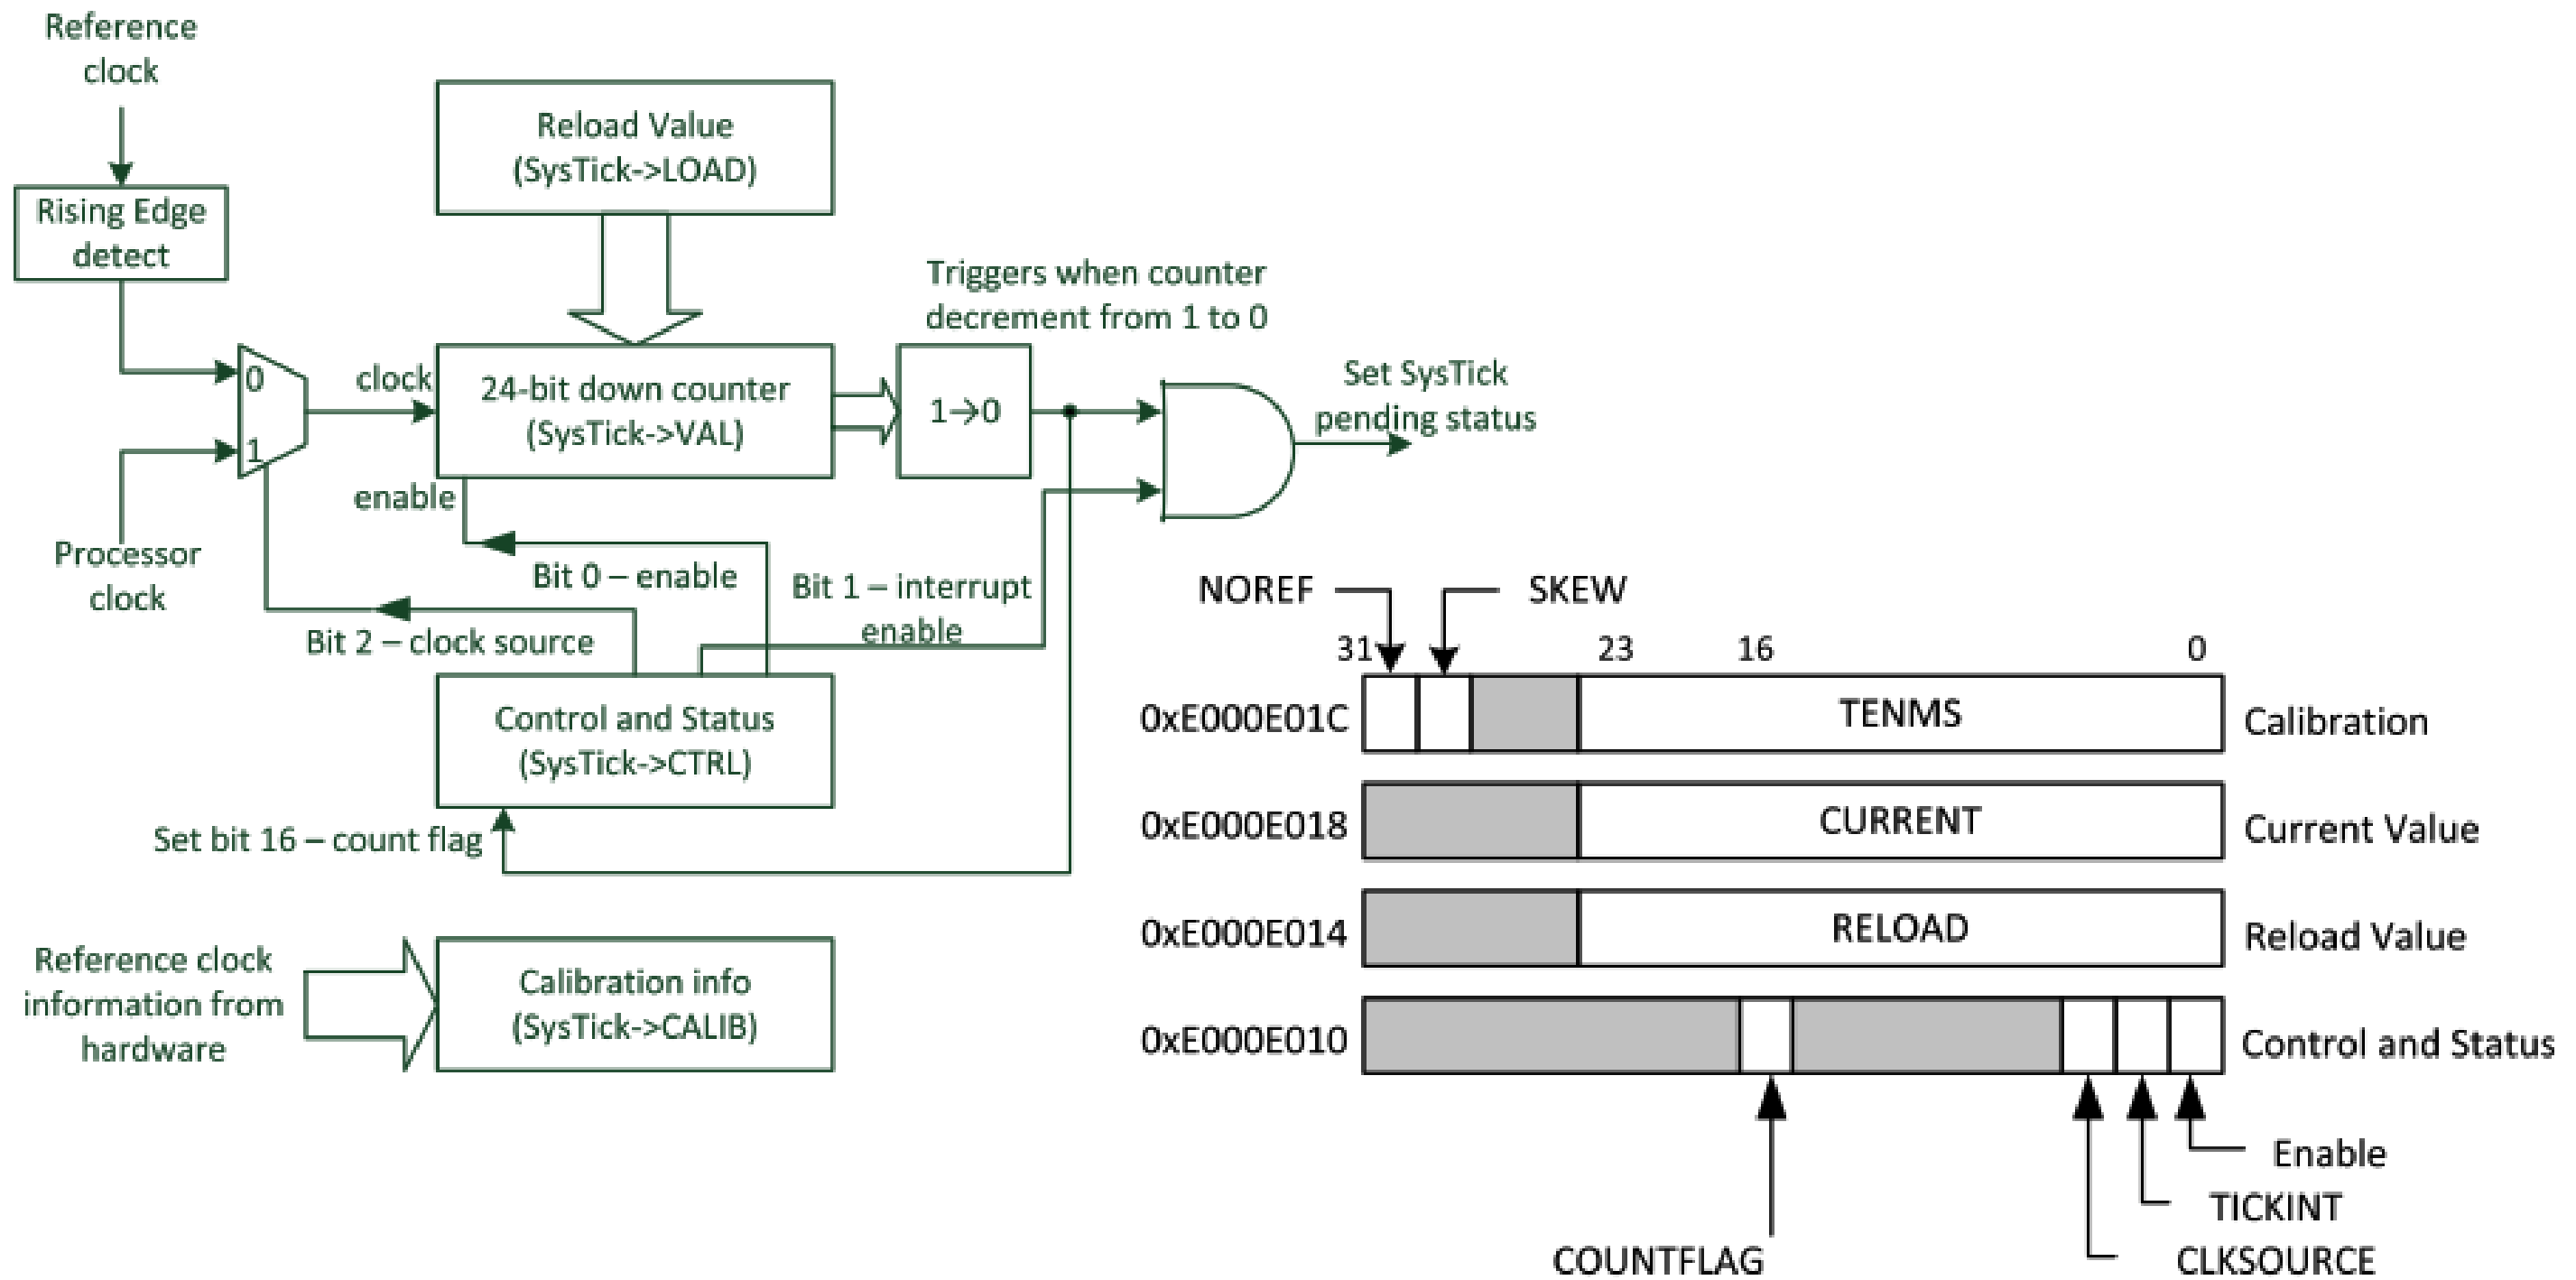 Reference
clock
Reload Value
(SysTick->LOAD)
Rising Edge
detect
Triggers when counter
decrement from 1 to 0
0
clock
24-bit down counter
(SysTick->VAL)
1→0
Set SysTick
pending status
1
enable
Processor
clock
Bit 0 – enable
Bit 1 – interrupt
enable
Bit 2 – clock source
Control and Status
(SysTick->CTRL)
Set bit 16 – count flag
Reference clock
information from
hardware
Calibration info
(SysTick->CALIB)
NOREF
SKEW
31
23
16
0
0xE000E01C
TENMS
Calibration
0xE000E018
CURRENT
Current Value
0xE000E014
RELOAD
Reload Value
0xE000E010
Control and Status
Enable
TICKINT
COUNTFLAG
CLKSOURCE